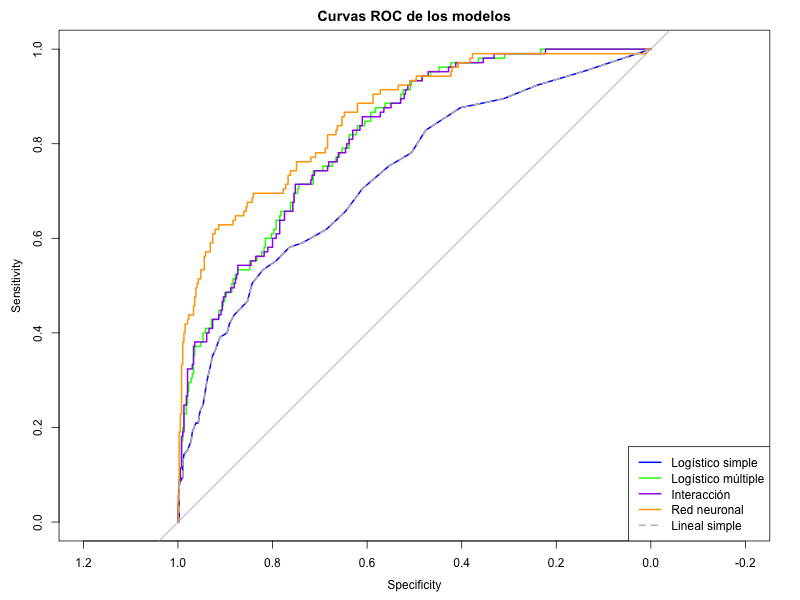 Curvas ROC de los modelos
Sensitivity
1.0
0.8
0.6
0.4
0.2
0.0
Logístico simple
Logístico múltiple
Interacción
Red neuronal
Lineal simple
1.2 1.0 0.8 0.6 0.4 0.2 0.0 -0.2
Specificity